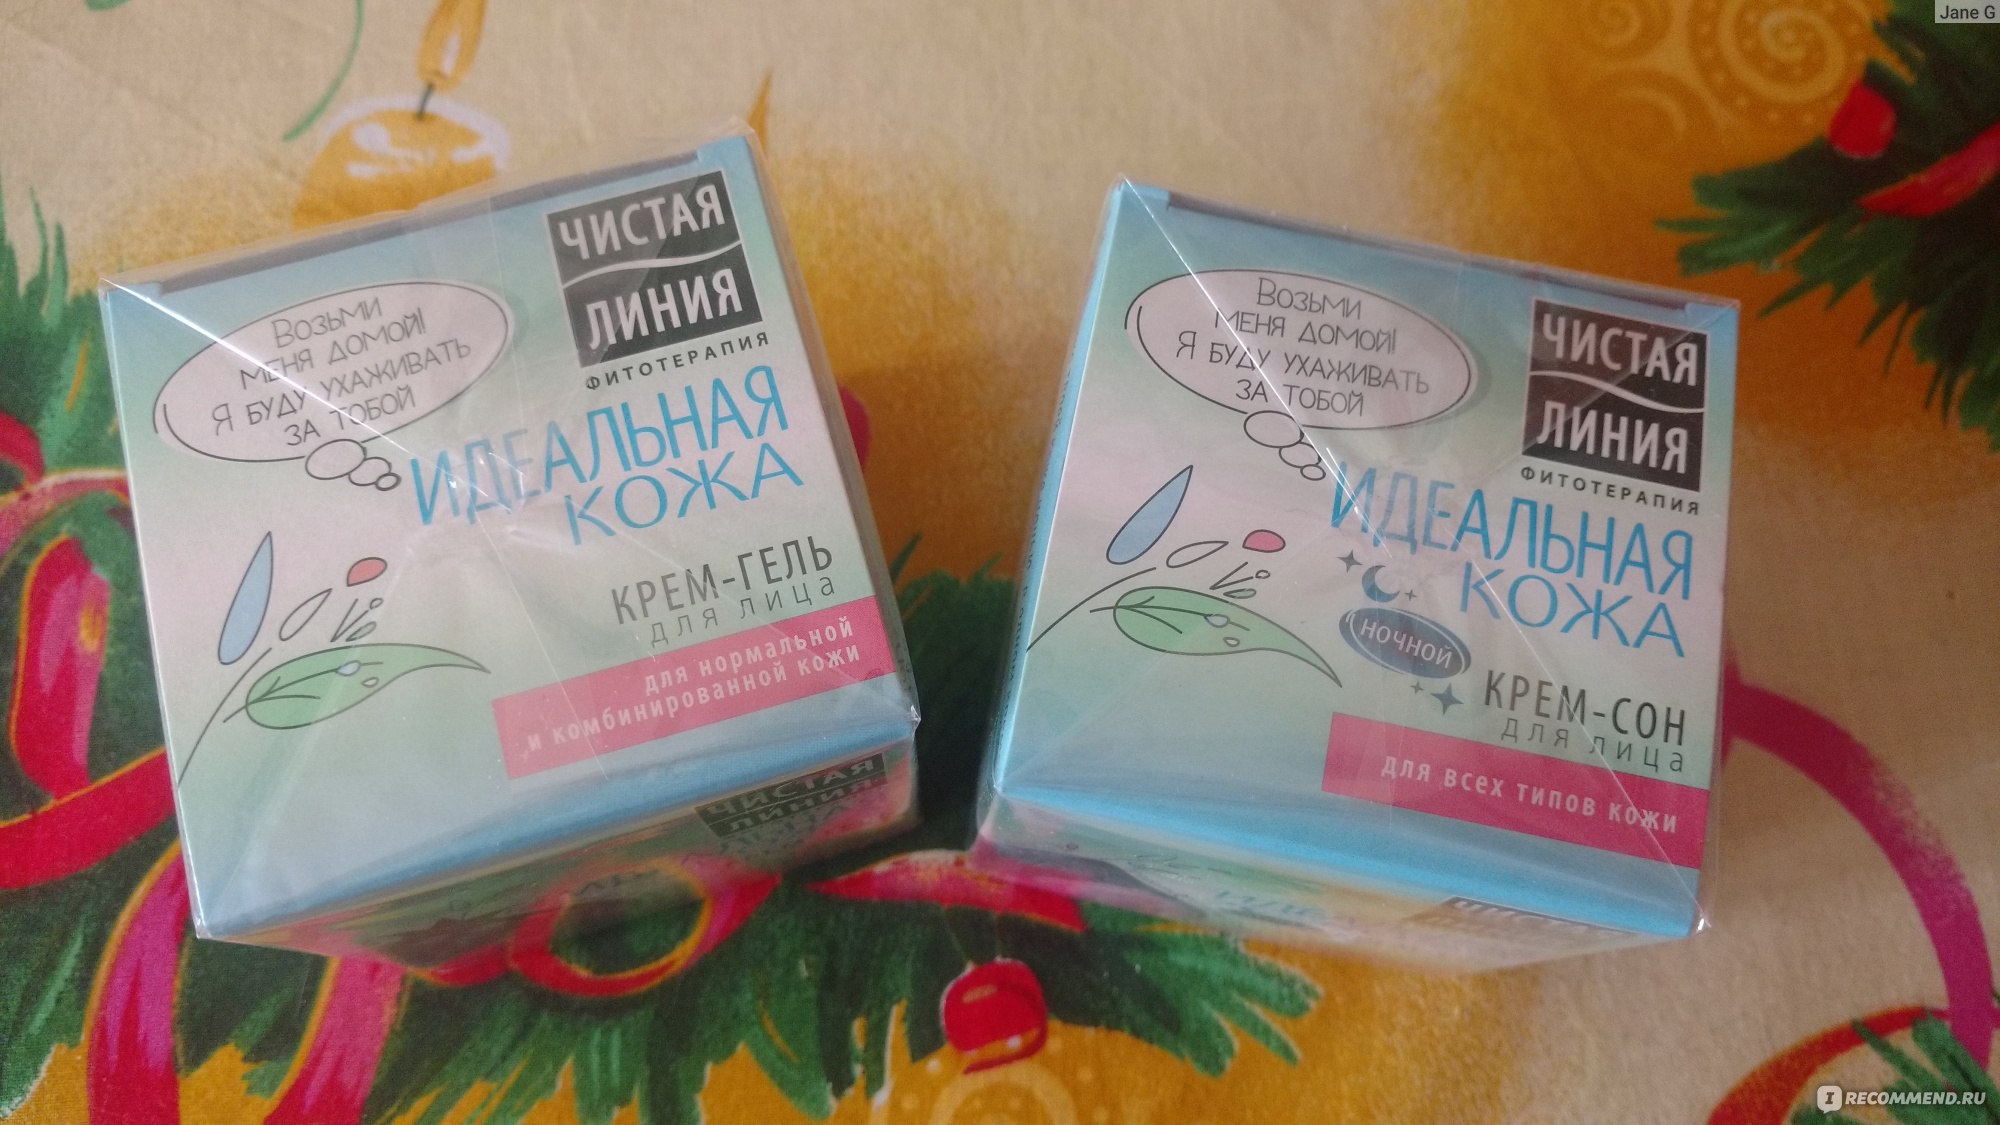 Jane G
ЧИСТАЯ
ЛИНИЯ
ФИТОТЕРАПИЯ
Возьми
меня домой!
Я буду ухаживать
за тобой
ИДЕАЛЬНАЯ
КОЖА
КРЕМ-ГЕЛЬ
для лица
для нормальной
и комбинированной кожи
ЧИСТАЯ
ЛИНИЯ
ЧИСТАЯ
ЛИНИЯ
ФИТОТЕРАПИЯ
Возьми
меня домой!
Я буду ухаживать
за тобой
ИДЕАЛЬНАЯ
КОЖА
НОЧНОЙ
КРЕМ-СОН
для лица
для всех типов кожи
I RECOMMEND.RU